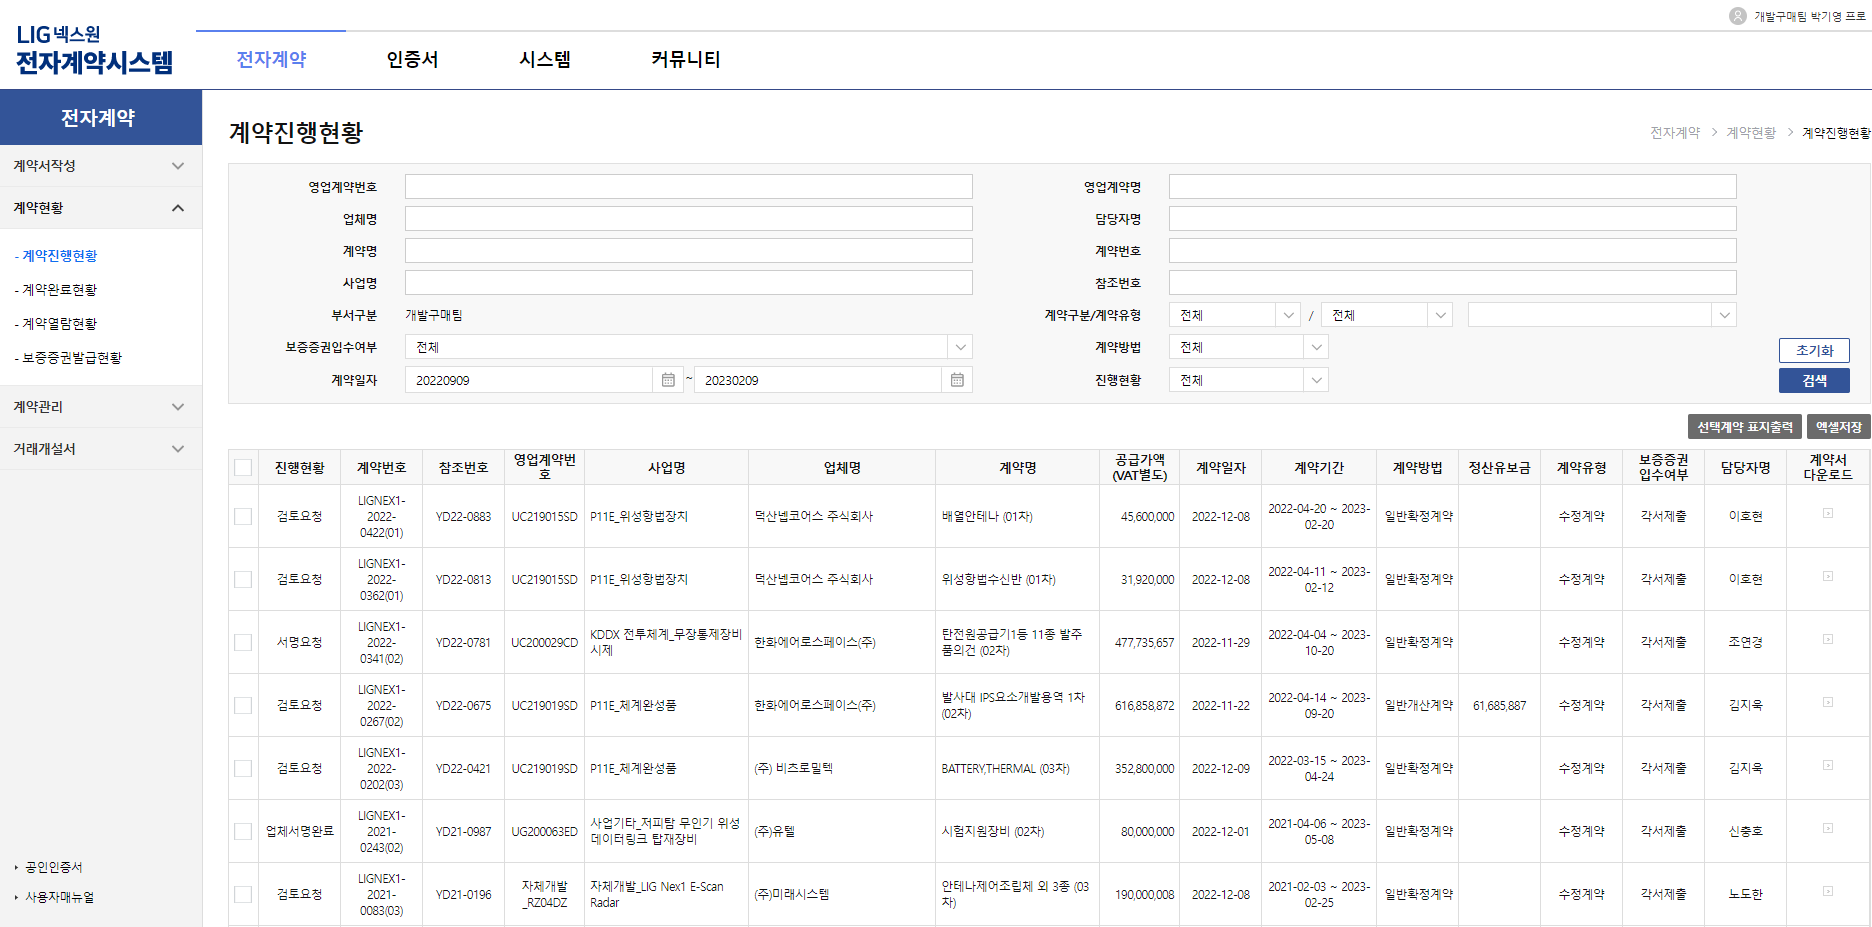 개발구매팀 박기영 프로
LIG 넥스원
전자계약시스템
전자계약 인증서 시스템 커뮤니티
전자계약
계약서작성
계약현황
- 계약진행현황
- 계약완료현황
- 계약열람현황
- 보증증권발급현황
계약관리
거래개설서
공인인증서
사용자매뉴얼
계약진행현황
전자계약 > 계약현황 > 계약진행현황
영업계약번호 영업계약명
업체명 담당자명
계약명 계약번호
사업명 참조번호
부서구분 개발구매팀 계약구분/계약유형 전체 / 전체
보증증권입수여부 전체 계약방법 전체
초기화
계약일자 20220909 ~ 20230209 진행현황 전체
검색
선택계약 표지출력 엑셀저장
진행현황 계약번호 참조번호 영업계약번호 사업명 업체명 계약명 공급가액 (VAT별도) 계약일자 계약기간 계약방법 정산유보금 계약유형 보증증권 입수여부 담당자명 계약서 다운로드
검토요청 LIGNEX1-2022-0422(01) YD22-0883 UC219015SD P11E_위성항법장치 덕산넵코어스 주식회사 배열안테나 (01차) 45,600,000 2022-12-08 2022-04-20 ~ 2023-02-20 일반확정계약 수정계약 각서제출 이호현
검토요청 LIGNEX1-2022-0362(01) YD22-0813 UC219015SD P11E_위성항법장치 덕산넵코어스 주식회사 위성항법수신반 (01차) 31,920,000 2022-12-08 2022-04-11 ~ 2023-02-12 일반확정계약 수정계약 각서제출 이호현
서명요청 LIGNEX1-2022-0341(02) YD22-0781 UC200029CD KDDX 전투체계_무장통제장비 시제 한화에어로스페이스(주) 탄전원공급기1등 11종 발주품의건 (02차) 477,735,657 2022-11-29 2022-04-04 ~ 2023-10-20 일반확정계약 수정계약 각서제출 조연경
검토요청 LIGNEX1-2022-0267(02) YD22-0675 UC219019SD P11E_체계완성품 한화에어로스페이스(주) 발사대 IPS요소개발용역 1차 (02차) 616,858,872 2022-11-22 2022-04-14 ~ 2023-09-20 일반개산계약 61,685,887 수정계약 각서제출 김지욱
검토요청 LIGNEX1-2022-0202(03) YD22-0421 UC219019SD P11E_체계완성품 (주) 비츠로밀텍 BATTERY,THERMAL (03차) 352,800,000 2022-12-09 2022-03-15 ~ 2023-04-24 일반확정계약 수정계약 각서제출 김지욱
업체서명완료 LIGNEX1-2021-0243(02) YD21-0987 UG200063ED 사업기타_저피탐 무인기 위성 데이터링크 탑재장비 (주)유텔 시험지원장비 (02차) 80,000,000 2022-12-01 2021-04-06 ~ 2023-05-08 일반확정계약 수정계약 각서제출 신충호
검토요청 LIGNEX1-2021-0083(03) YD21-0196 자체개발_RZ04DZ 자체개발_LIG Nex1 E-Scan Radar (주)미래시스템 안테나제어조립체 외 3종 (03차) 190,000,008 2022-12-08 2021-02-03 ~ 2023-02-25 일반확정계약 수정계약 각서제출 노도한